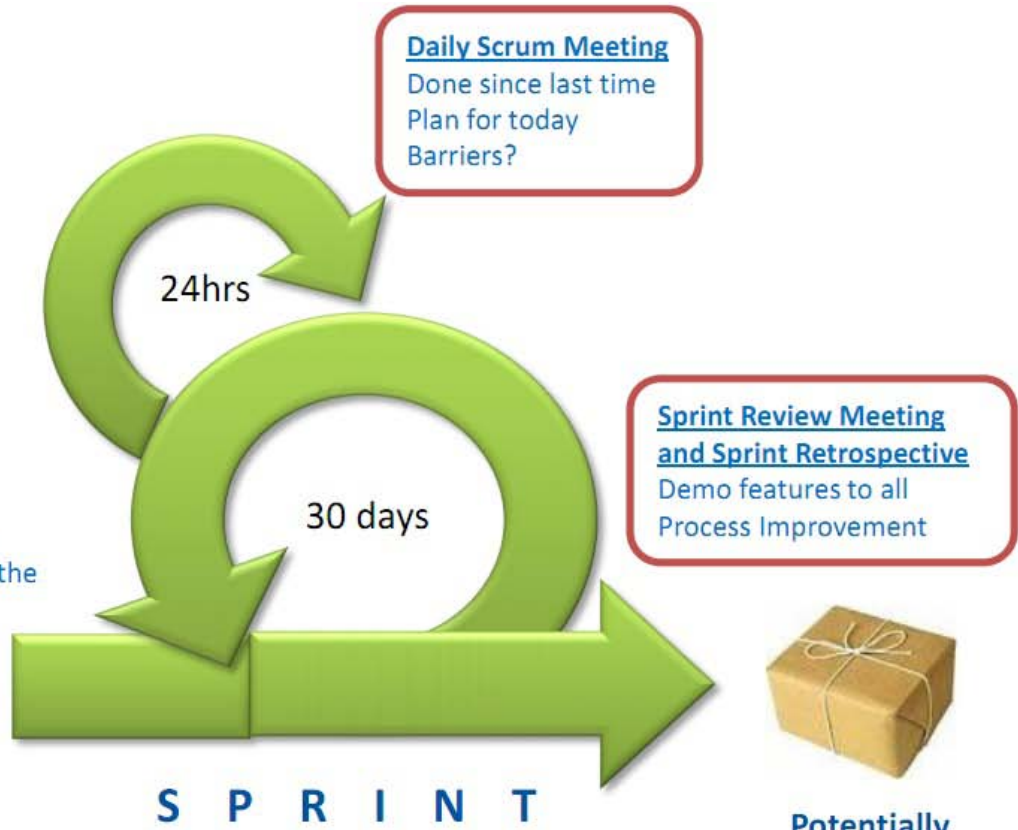 Daily Scrum Meeting
Done since last time
Plan for today
Barriers?
24hrs
Sprint Review Meeting
and Sprint Retrospective
Demo features to all
Process Improvement
30 days
the
S P R I N T
Potentially